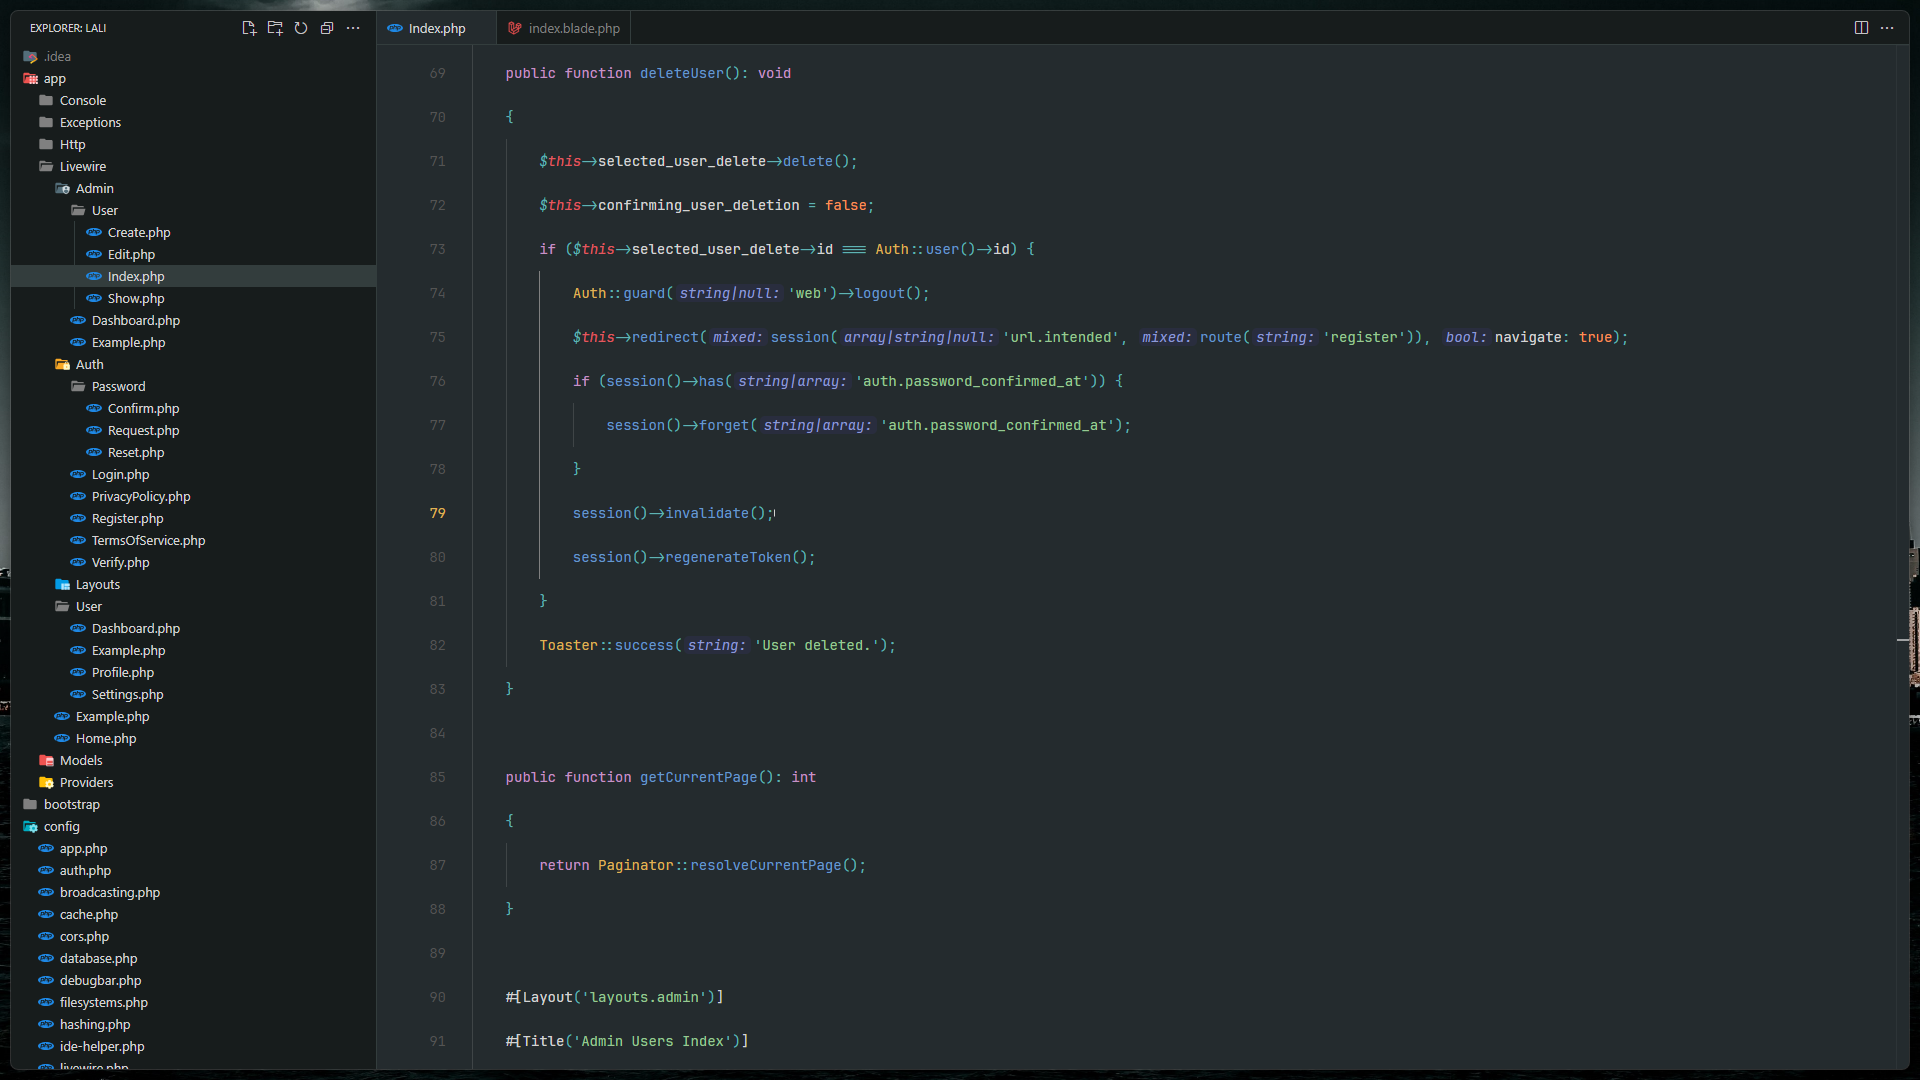 EXPLORER: LALI
.idea
app
Console
Exceptions
Http
Livewire
Admin
User
Create.php
Edit.php
Index.php
Show.php
Dashboard.php
Example.php
Auth
Password
Confirm.php
Request.php
Reset.php
Login.php
PrivacyPolicy.php
Register.php
TermsOfService.php
Verify.php
Layouts
User
Dashboard.php
Example.php
Profile.php
Settings.php
Example.php
Home.php
Models
Providers
bootstrap
config
app.php
auth.php
broadcasting.php
cache.php
cors.php
database.php
debugbar.php
filesystems.php
hashing.php
ide-helper.php
livewire.php
Index.php
index.blade.php
69 public function deleteUser(): void
70 {
71 $this->selected_user_delete->delete();
72 $this->confirming_user_deletion = false;
73 if ($this->selected_user_delete->id === Auth::user()->id) {
74 Auth::guard( string|null: 'web')->logout();
75 $this->redirect( mixed: session( array|string|null: 'url.intended', mixed: route( string: 'register')), bool: navigate: true);
76 if (session()->has( string|array: 'auth.password_confirmed_at')) {
77 session()->forget( string|array: 'auth.password_confirmed_at');
78 }
79 session()->invalidate();
80 session()->regenerateToken();
81 }
82 Toaster::success( string: 'User deleted.');
83 }
84
85 public function getCurrentPage(): int
86 {
87 return Paginator::resolveCurrentPage();
88 }
89
90 #[Layout('layouts.admin')]
91 #[Title('Admin Users Index')]